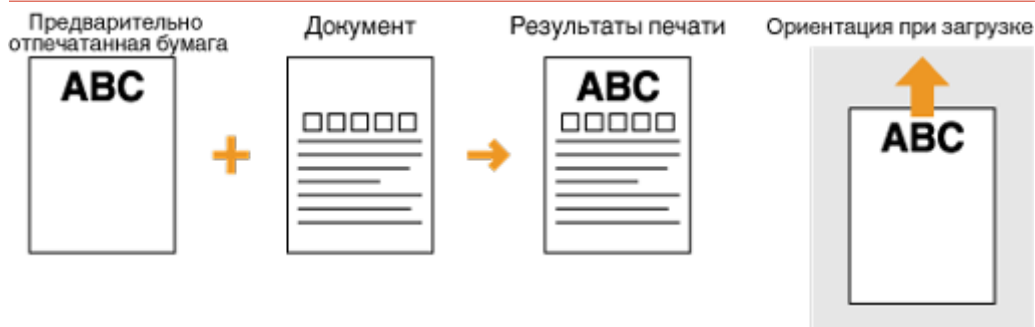 Предварительно
отпечатанная бумага
Документ
Результаты печати
Ориентация при загрузке
ABC
ABC
ABC